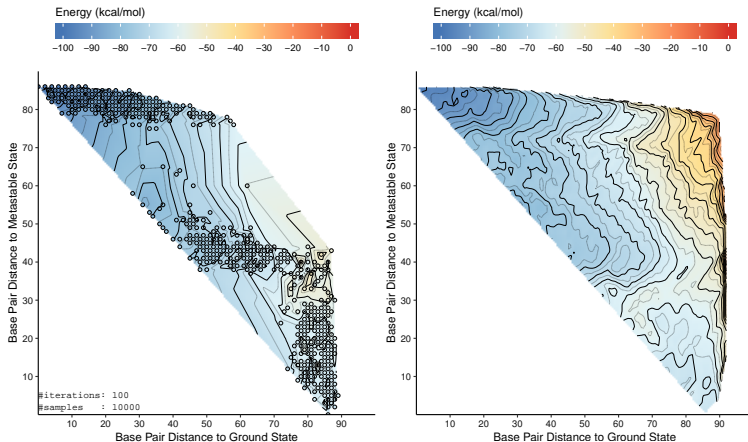 Energy (kcal/mol)
−100 −90 −80 −70 −60 −50 −40 −30 −20 −10 0
Base Pair Distance to Metastable State
80
70
60
50
40
30
20
10
#iterations: 100
#samples : 10000
10 20 30 40 50 60 70 80 90
Base Pair Distance to Ground State
Energy (kcal/mol)
−100 −90 −80 −70 −60 −50 −40 −30 −20 −10 0
Base Pair Distance to Metastable State
80
70
60
50
40
30
20
10
10 20 30 40 50 60 70 80 90
Base Pair Distance to Ground State